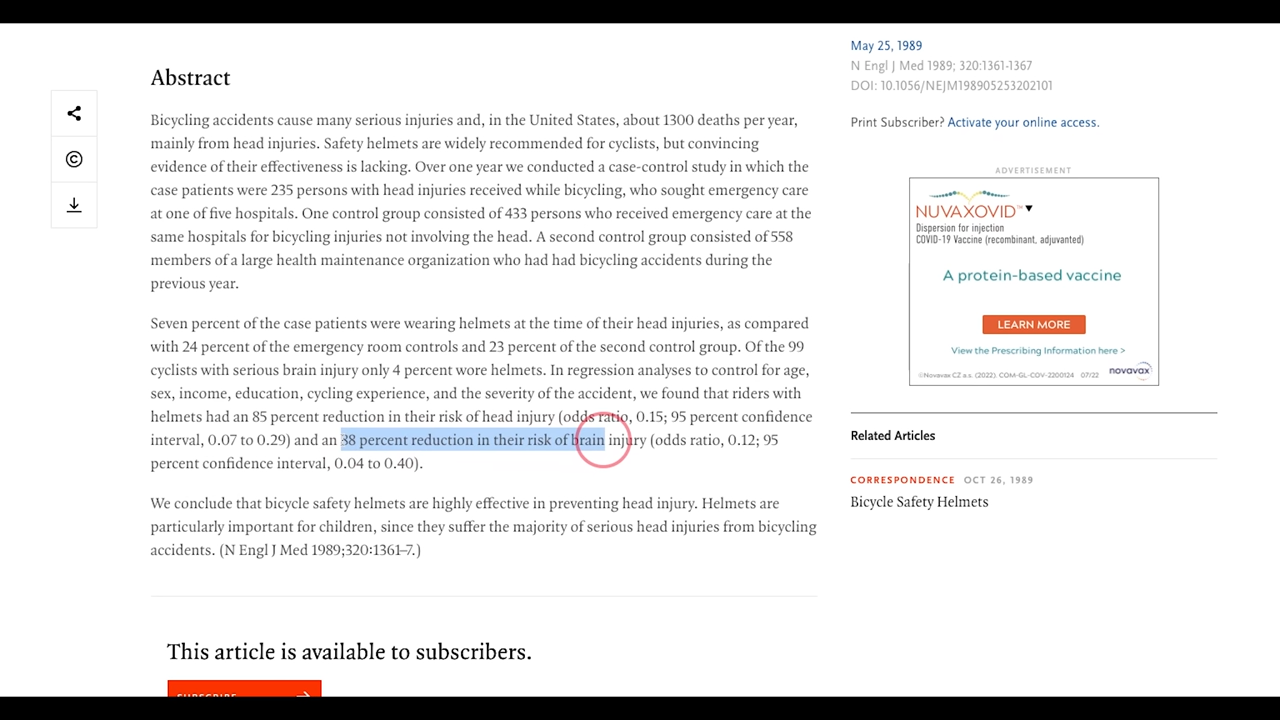 Abstract
Bicycling accidents cause many serious injuries and, in the United States, about 1300 deaths per year,
mainly from head injuries. Safety helmets are widely recommended for cyclists, but convincing
evidence of their effectiveness is lacking. Over one year we conducted a case-control study in which the
case patients were 235 persons with head injuries received while bicycling, who sought emergency care
at one of five hospitals. One control group consisted of 433 persons who received emergency care at the
same hospitals for bicycling injuries not involving the head. A second control group consisted of 558
members of a large health maintenance organization who had had bicycling accidents during the
previous year.
Seven percent of the case patients were wearing helmets at the time of their head injuries, as compared
with 24 percent of the emergency room controls and 23 percent of the second control group. Of the 99
cyclists with serious brain injury only 4 percent wore helmets. In regression analyses to control for age,
sex, income, education, cycling experience, and the severity of the accident, we found that riders with
helmets had an 85 percent reduction in their risk of head injury (odds ratio, 0.15; 95 percent confidence
interval, 0.07 to 0.29) and an 38 percent reduction in their risk of brain injury (odds ratio, 0.12; 95
percent confidence interval, 0.04 to 0.40).
We conclude that bicycle safety helmets are highly effective in preventing head injury. Helmets are
particularly important for children, since they suffer the majority of serious head injuries from bicycling
accidents. (N Engl J Med 1989;320:1361–7.)
This article is available to subscribers.
SUBSCRIBE
May 25, 1989
N Engl J Med 1989; 320:1361-1367
DOI: 10.1056/NEJM198905253202101
Print Subscriber? Activate your online access.
ADVERTISEMENT
NUVAXOVID™▼
Dispersion for injection
COVID-19 Vaccine (recombinant, adjuvanted)
A protein-based vaccine
LEARN MORE
View the Prescribing Information here >
©Novavax CZ a.s. (2022). COM-GL-CDV-2200124 07/22
novavax
Related Articles
CORRESPONDENCE OCT 26, 1989
Bicycle Safety Helmets